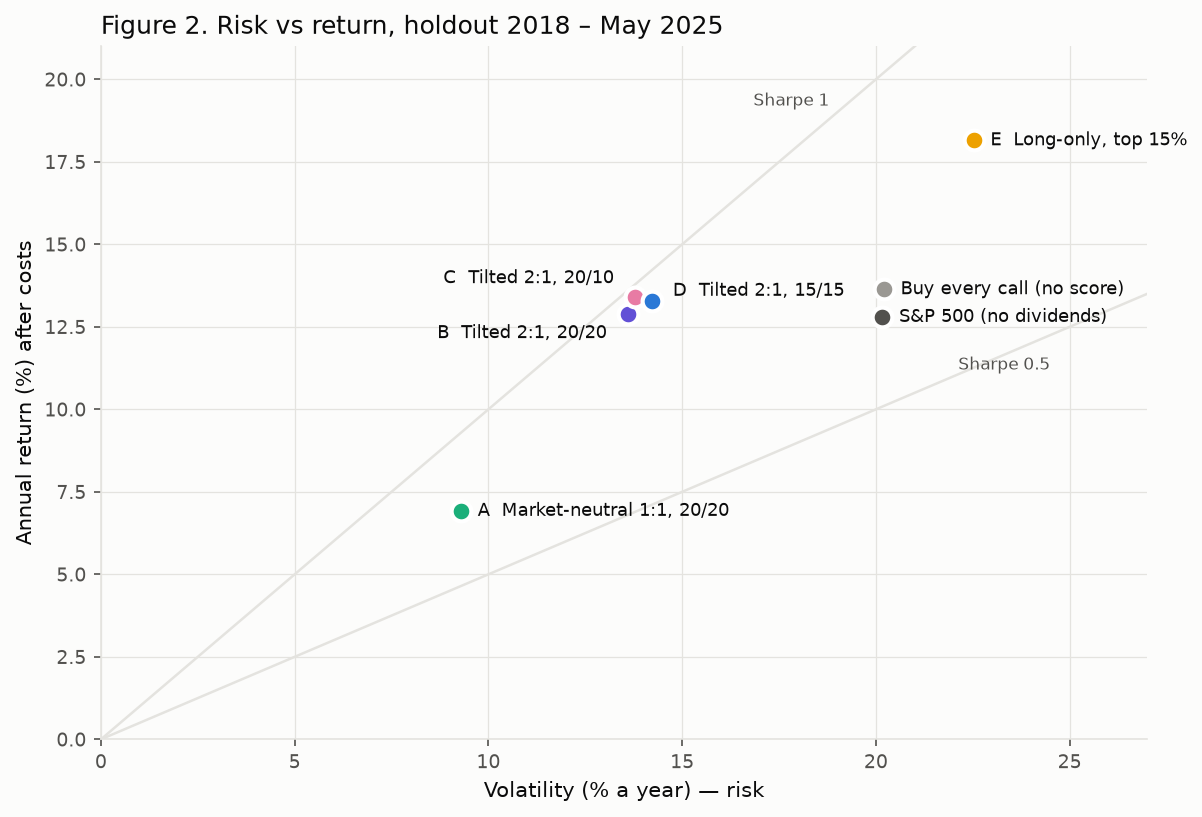 Figure 2. Risk vs return, holdout 2018 – May 2025
20.0
Sharpe 1
E Long-only, top 15%
17.5
15.0
C Tilted 2:1, 20/10
D Tilted 2:1, 15/15
Buy every call (no score)
S&P 500 (no dividends)
B Tilted 2:1, 20/20
12.5
Sharpe 0.5
10.0
7.5
A Market-neutral 1:1, 20/20
5.0
2.5
0.0
Annual return (%) after costs
0 5 10 15 20 25
Volatility (% a year) — risk